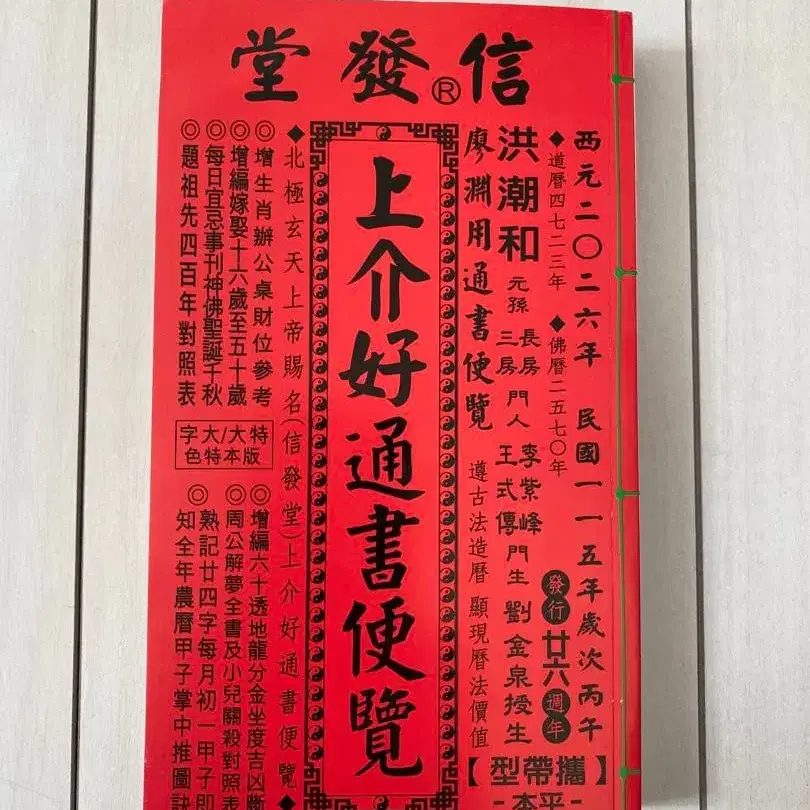 信發堂®
西元二〇二六年 民國一一五年歲次丙午
◆道曆四七二三年 ◆佛曆二五七〇年
發行廿六週年
洪潮和元孫 長房三房門人 李紫峰 王式傳 門生 劉金泉授生
廖淵用通書便覽
遵古法造曆 顯現曆法價值
【攜帶型】
-平本-
上介好通書便覽
◆北極玄天上帝賜名(信發堂)上介好通書便覽◆
◎增生肖辦公桌財位參考
◎增編嫁娶十六歲至五十歲
◎每日宜忌事刊神佛聖誕千秋
◎題祖先四百年對照表
特大/大字
版本特色
◎增編六十透地龍分金坐度吉凶斷
◎周公解夢全書及小兒關殺對照表
◎熟記廿四字每月初一甲子即
知全年農曆甲子掌中推圖訣